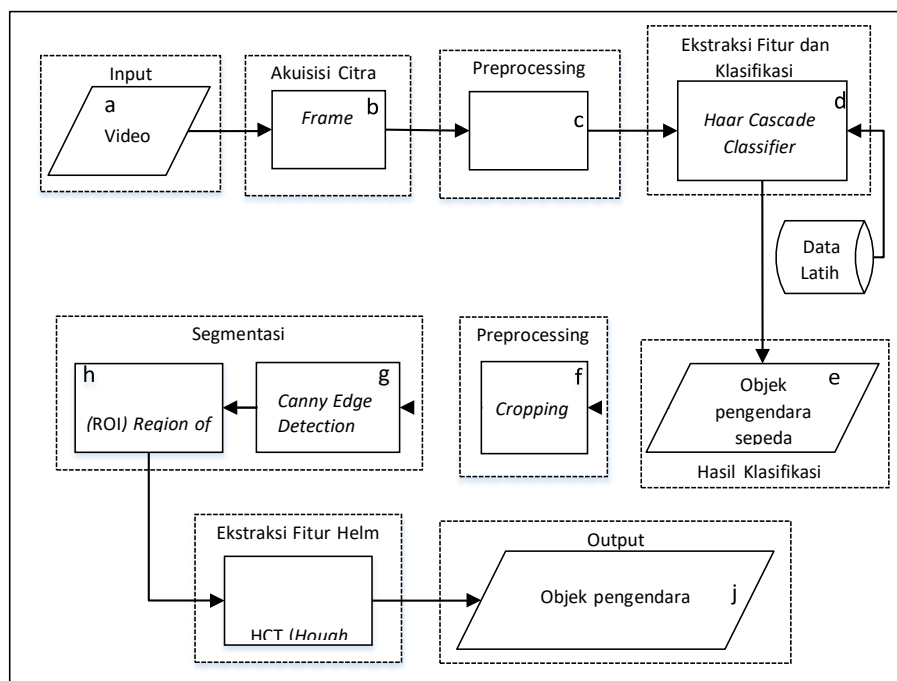 Input
a
Video
Akuisisi Citra
Frame
b
Preprocessing
c
Ekstraksi Fitur dan
Klasifikasi
d
Haar Cascade
Classifier
Data
Latih
Segmentasi
h
(ROI) Region of
g
Canny Edge
Detection
Preprocessing
f
Cropping
e
Objek
pengendara
sepeda
Hasil Klasifikasi
Ekstraksi Fitur Helm
HCT (Hough
Output
Objek pengendara
j